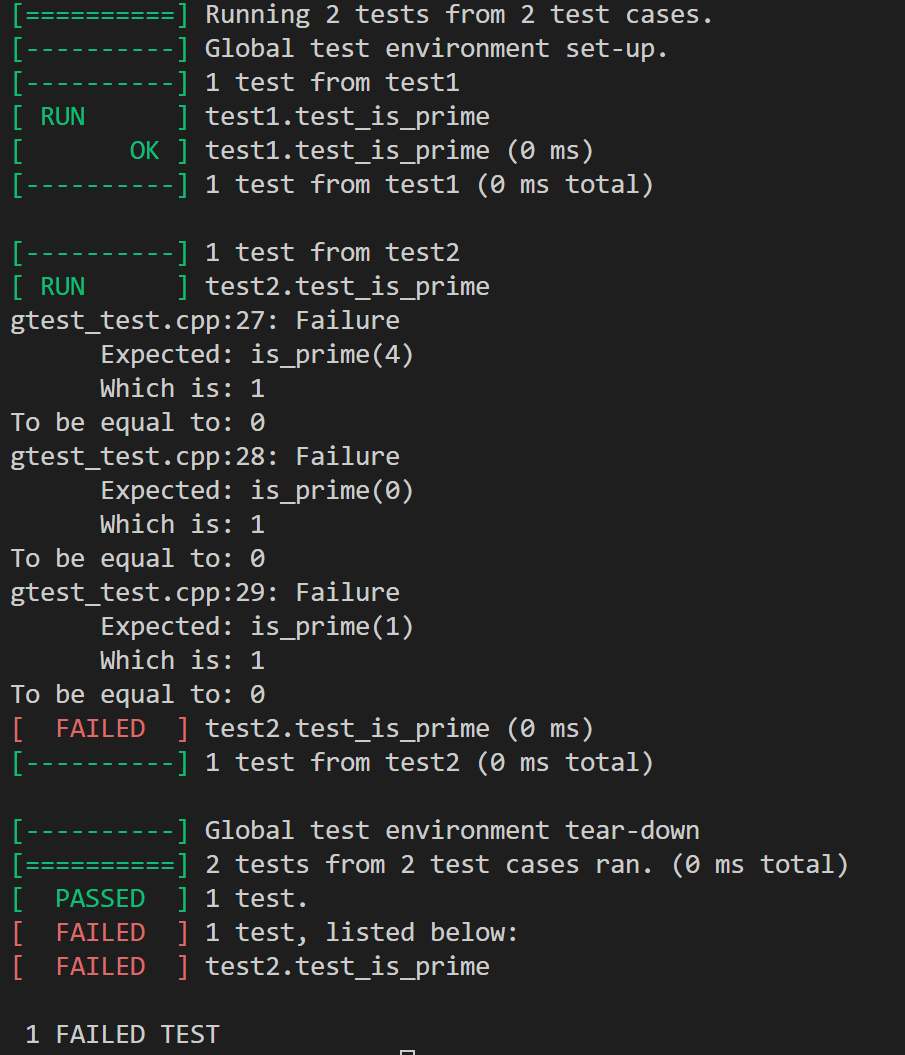 [==========] Running 2 tests from 2 test cases.
[----------] Global test environment set-up.
[----------] 1 test from test1
[ RUN      ] test1.test_is_prime
[       OK ] test1.test_is_prime (0 ms)
[----------] 1 test from test1 (0 ms total)

[----------] 1 test from test2
[ RUN      ] test2.test_is_prime
gtest_test.cpp:27: Failure
      Expected: is_prime(4)
      Which is: 1
To be equal to: 0
gtest_test.cpp:28: Failure
      Expected: is_prime(0)
      Which is: 1
To be equal to: 0
gtest_test.cpp:29: Failure
      Expected: is_prime(1)
      Which is: 1
To be equal to: 0
[  FAILED  ] test2.test_is_prime (0 ms)
[----------] 1 test from test2 (0 ms total)

[----------] Global test environment tear-down
[==========] 2 tests from 2 test cases ran. (0 ms total)
[  PASSED  ] 1 test.
[  FAILED  ] 1 test, listed below:
[  FAILED  ] test2.test_is_prime

 1 FAILED TEST